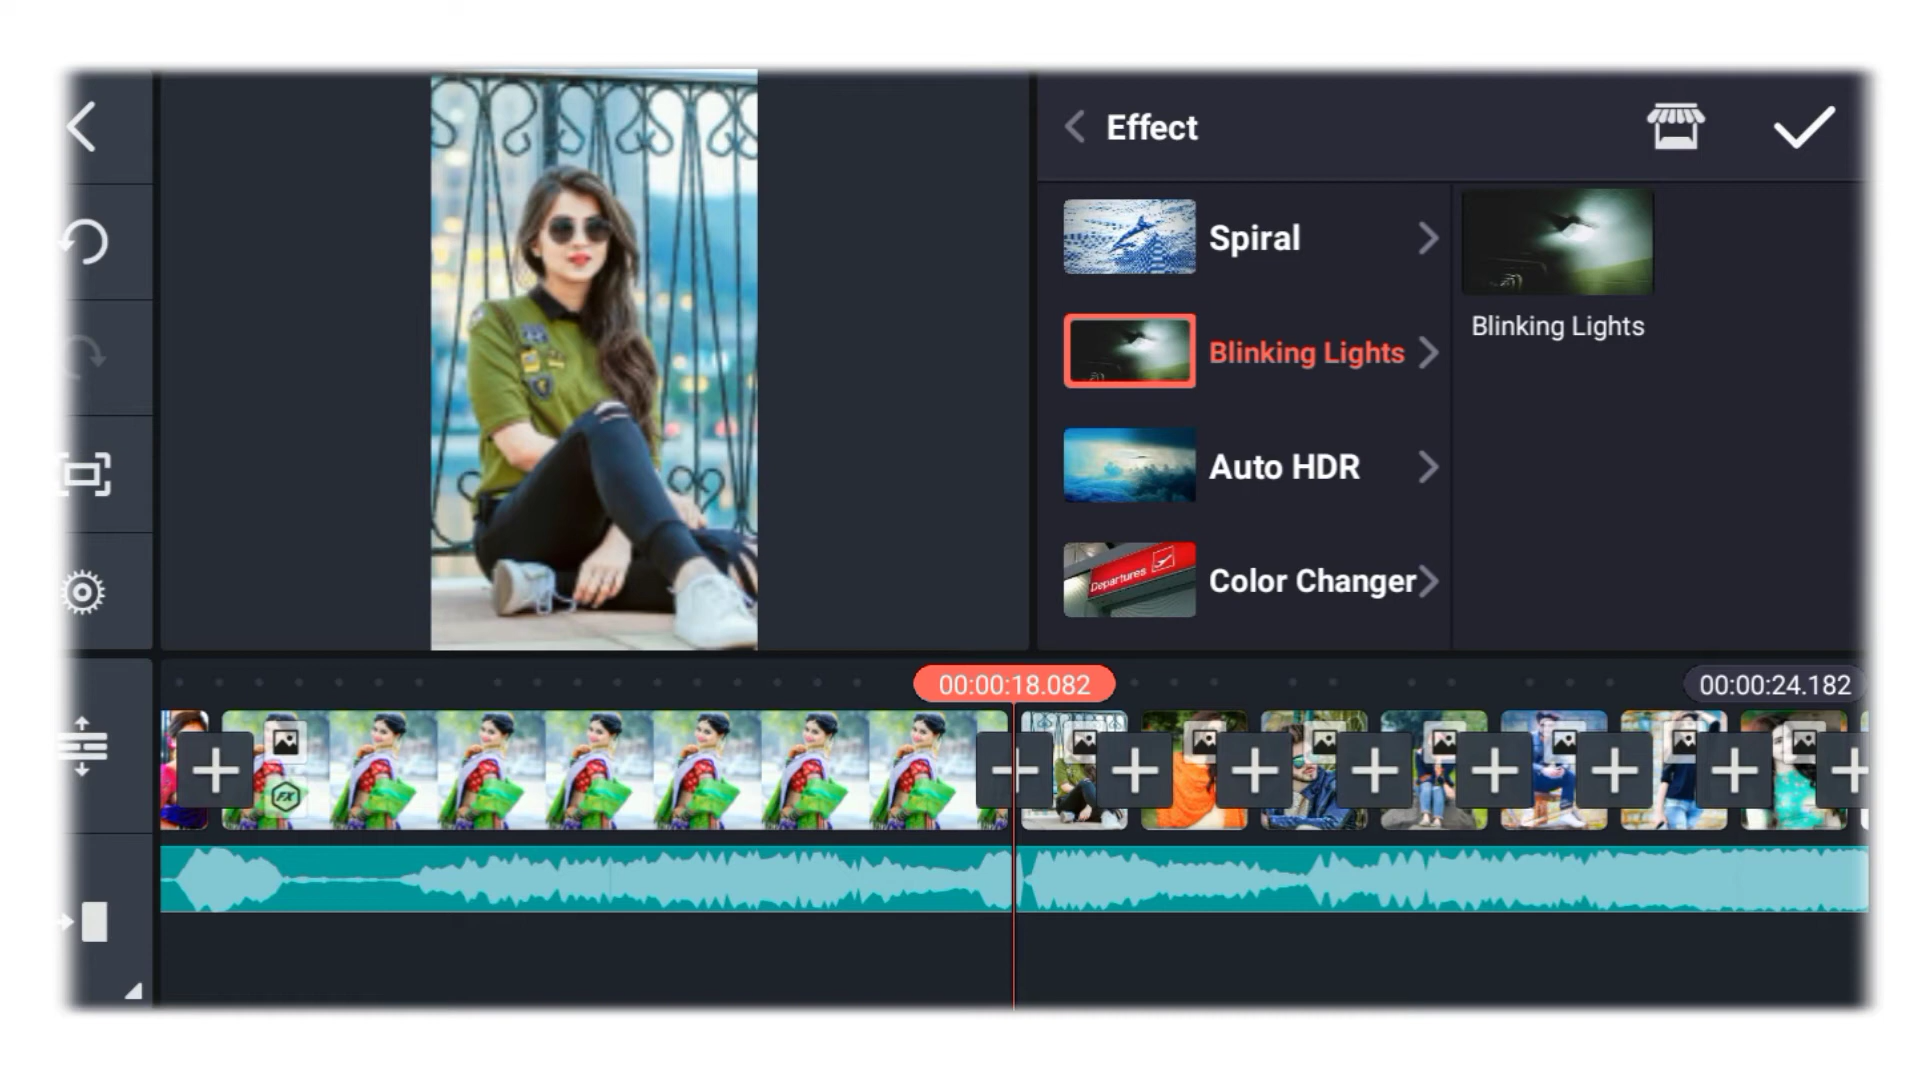 Effect
Spiral
Blinking Lights
Blinking Lights
Auto HDR
Departures
Color Changer
00:00:18.082
00:00:24.182
FX